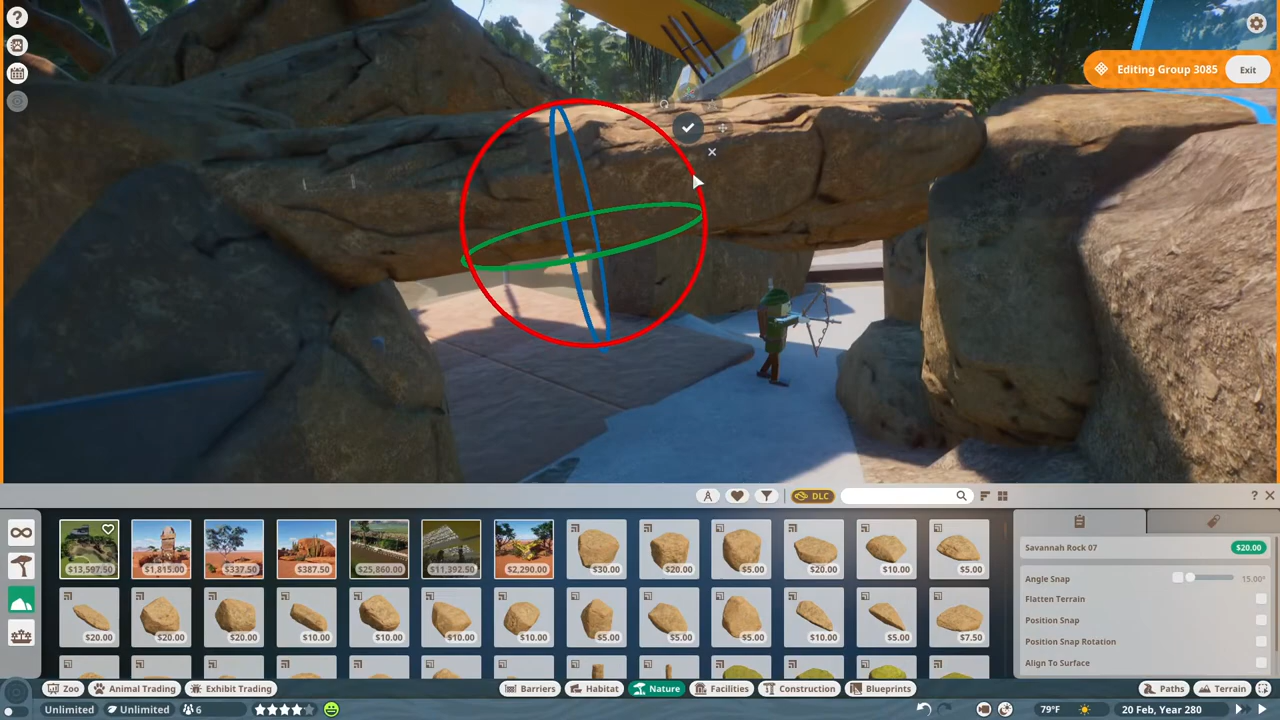 Editing Group 3085
Exit
DLC
?
Savannah Rock 07
$20.00
$13,597.50
$1,815.00
$337.50
$387.50
$25,860.00
$11,392.50
$2,290.00
$30.00
$20.00
$5.00
$20.00
$10.00
$5.00
Angle Snap
15.00°
Flatten Terrain
Position Snap
Position Snap Rotation
Align To Surface
$20.00
$20.00
$20.00
$10.00
$10.00
$10.00
$10.00
$5.00
$5.00
$5.00
$10.00
$5.00
$7.50
Zoo
Animal Trading
Exhibit Trading
Barriers
Habitat
Nature
Facilities
Construction
Blueprints
Paths
Terrain
Unlimited
Unlimited
6
79°F
20 Feb, Year 280